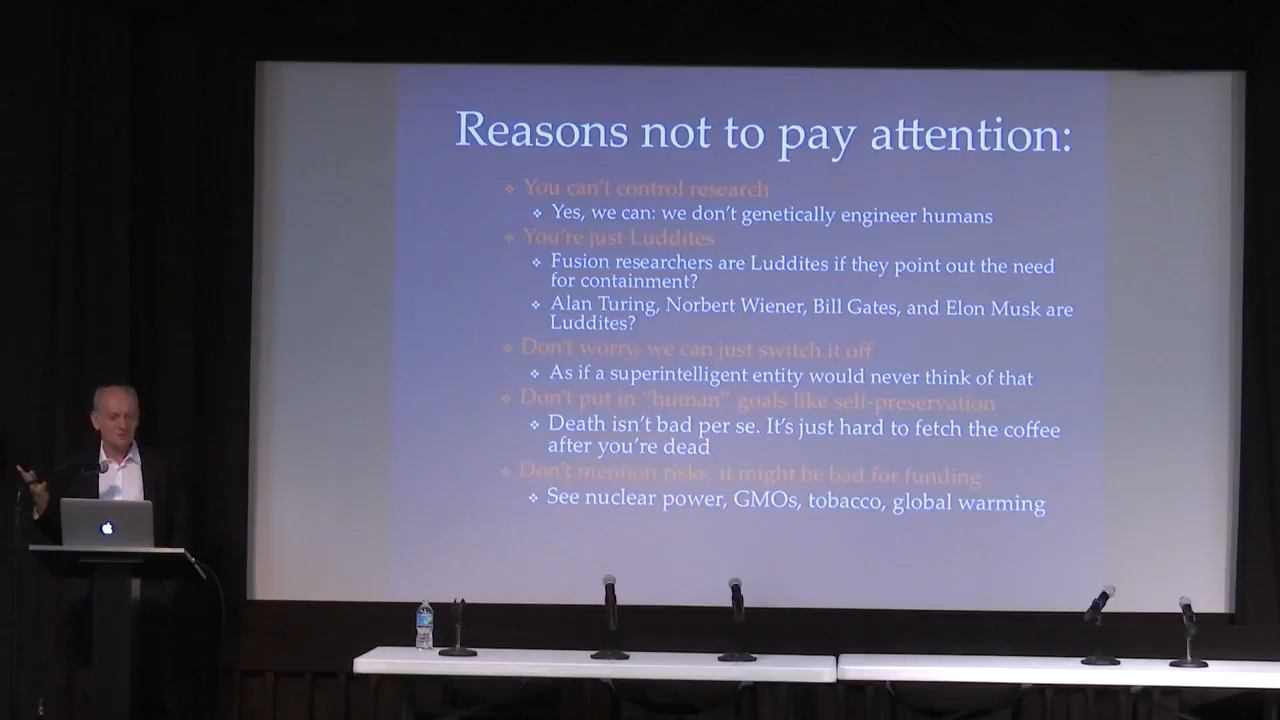 Reasons not to pay attention:
❖ You can't control research
❖ Yes, we can: we don't genetically engineer humans
❖ You're just Luddites
❖ Fusion researchers are Luddites if they point out the need
for containment?
❖ Alan Turing, Norbert Wiener, Bill Gates, and Elon Musk are
Luddites?
❖ Don't worry, we can just switch it off
❖ As if a superintelligent entity would never think of that
❖ Don't put in "human" goals like self-preservation
❖ Death isn't bad per se. It's just hard to fetch the coffee
after you're dead
❖ Don't mention risks, it might be bad for funding
❖ See nuclear power, GMOs, tobacco, global warming